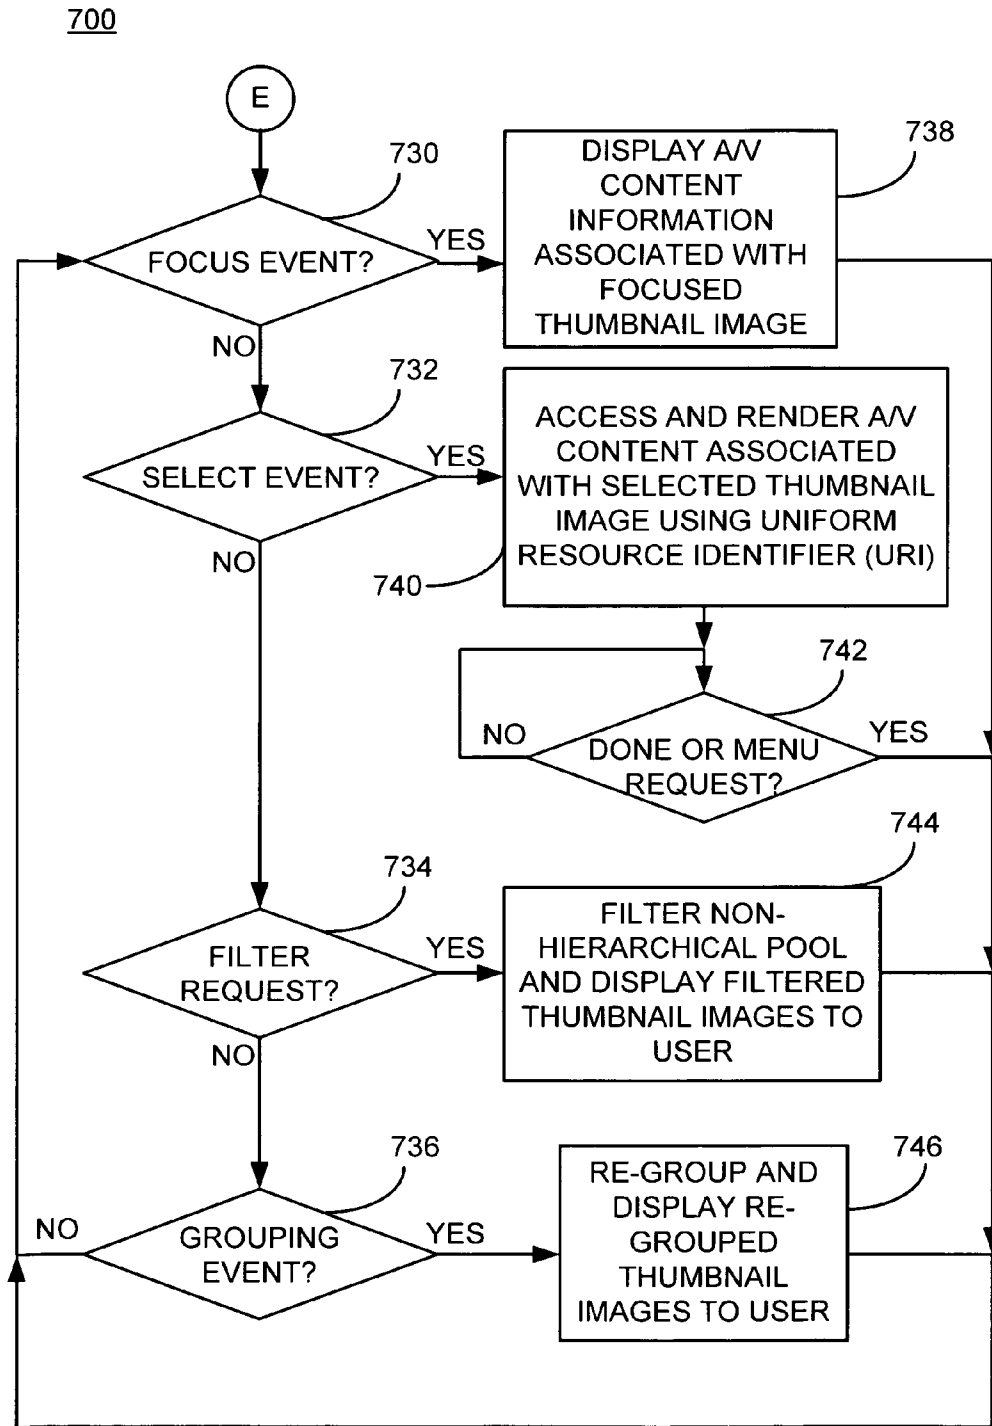 700
E
730
FOCUS EVENT?
YES
NO
738
DISPLAY A/V
CONTENT
INFORMATION
ASSOCIATED WITH
FOCUSED
THUMBNAIL IMAGE
732
SELECT EVENT?
YES
NO
ACCESS AND RENDER A/V
CONTENT ASSOCIATED
WITH SELECTED THUMBNAIL
IMAGE USING UNIFORM
RESOURCE IDENTIFIER (URI)
740
742
NO
DONE OR MENU
REQUEST?
YES
734
FILTER
REQUEST?
YES
NO
744
FILTER NON-
HIERARCHICAL POOL
AND DISPLAY FILTERED
THUMBNAIL IMAGES TO
USER
736
NO
GROUPING
EVENT?
YES
746
RE-GROUP AND
DISPLAY RE-
GROUPED
THUMBNAIL
IMAGES TO USER